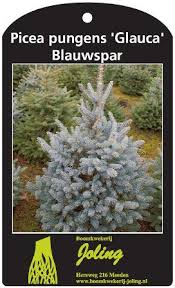 Picea pungens 'Glauca'
Blauwspar
Boomkwekerij
Joling
Hereweg 216 Meeden
www.boomkwekerij-joling.nl